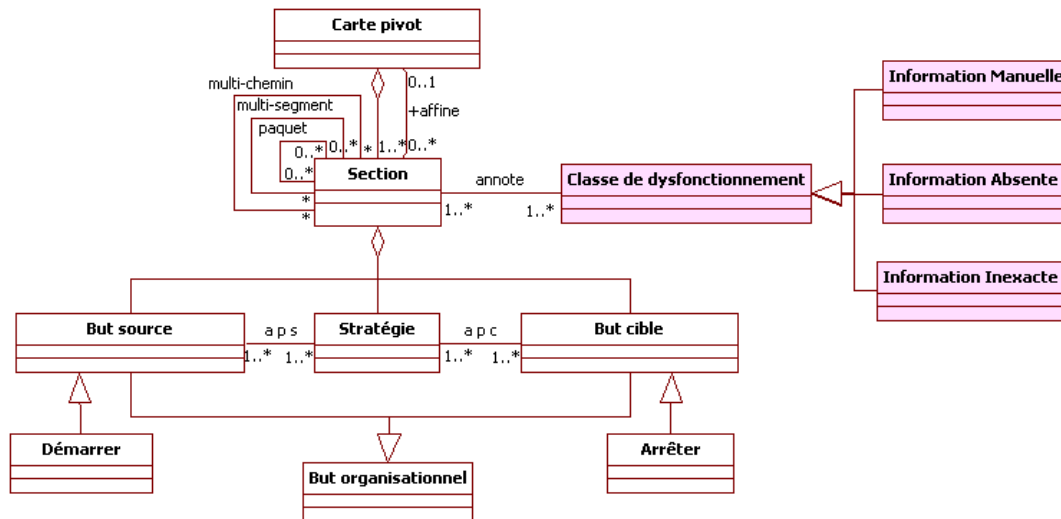 Carte pivot
multi-chemin
0..1
Information Manuelle
multi-segment
+affine
paquet
0..*
0..*
*
1..*
0..*
0..*
Section
annote
Classe de dysfonctionnement
Information Absente
*
1..*
1..*
*
Information Inexacte
But source
a p s
Stratégie
a p c
But cible
1..*
1..*
1..*
1..*
Démarrer
Arrêter
But organisationnel